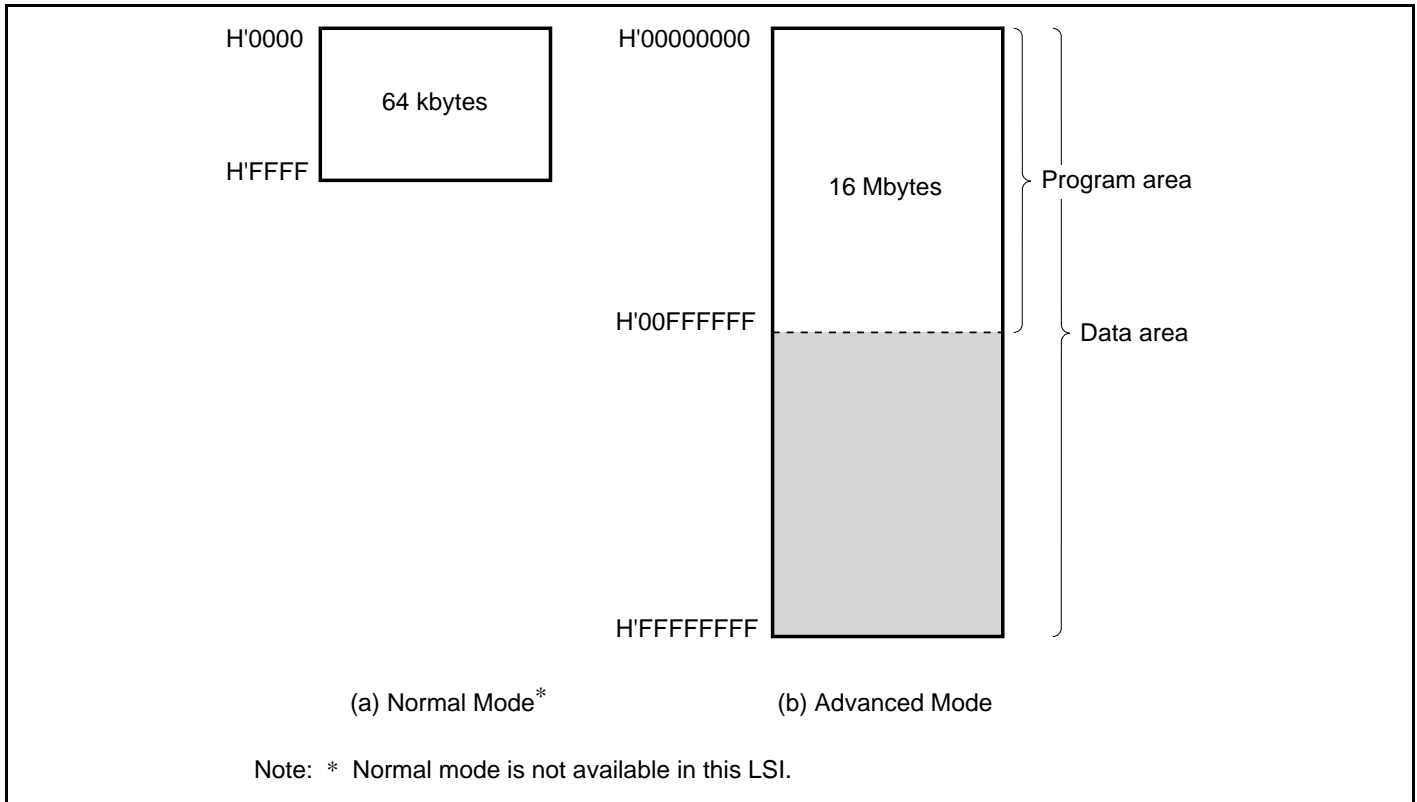 H'0000
64 kbytes
H'FFFF
H'00000000
16 Mbytes
Program area
H'00FFFFFF
Data area
H'FFFFFFFF
(a) Normal Mode*
(b) Advanced Mode
Note: * Normal mode is not available in this LSI.